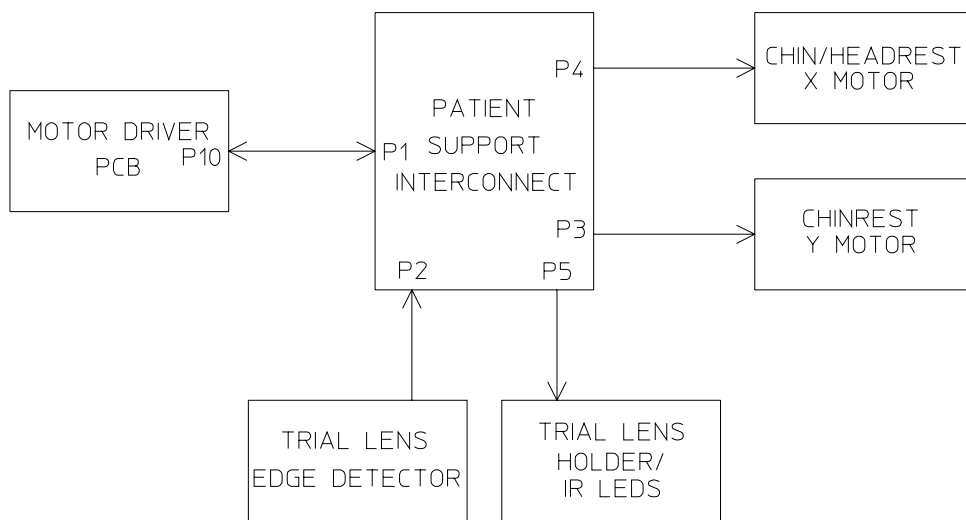 MOTOR DRIVER
PCB
P10
P1
PATIENT
SUPPORT
INTERCONNECT
P4
P3
P2
P5
CHIN/HEADREST
X MOTOR
CHINREST
Y MOTOR
TRIAL LENS
EDGE DETECTOR
TRIAL LENS
HOLDER/
IR LEDS